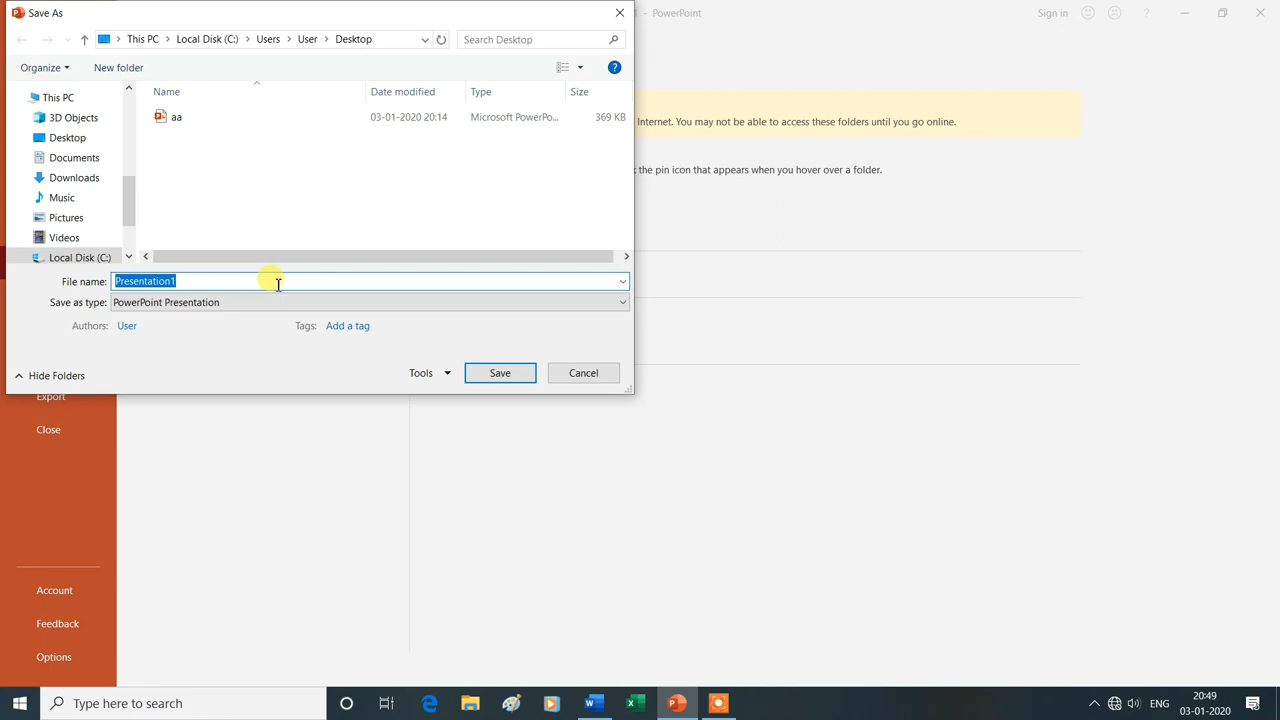 Save As
- PowerPoint
Sign in
?
This PC > Local Disk (C:) > Users > User > Desktop
Search Desktop
Organize
New folder
?
Name
Date modified
Type
Size
This PC
3D Objects
Desktop
Documents
Downloads
Music
Pictures
Videos
Local Disk (C:)
aa
03-01-2020 20:14
Microsoft PowerPo...
369 KB
Internet. You may not be able to access these folders until you go online.
the pin icon that appears when you hover over a folder.
File name: Presentation1
Save as type: PowerPoint Presentation
Authors: User
Tags: Add a tag
Hide Folders
Tools
Save
Cancel
Export
Close
Account
Feedback
Options
Type here to search
ENG
20:49
03-01-2020